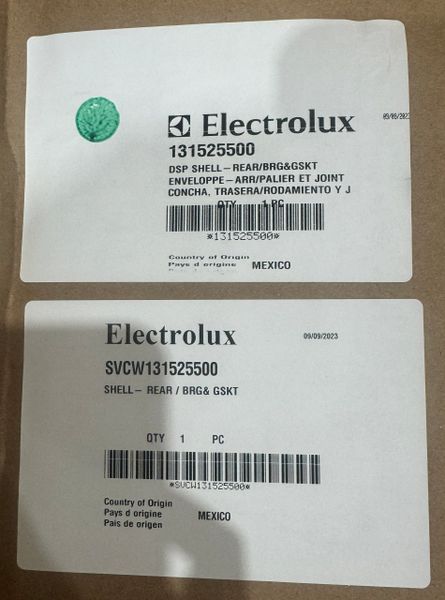 Electrolux
09/09/2023
131525500
DSP SHELL-REAR/BRG&GSKT
ENVELOPPE-ARR/PALIER ET JOINT
CONCHA, TRASERA/RODAMIENTO Y J
QTY 1 PC
*131525500*
Country of Origin
Pays d origine MEXICO
Electrolux
09/09/2023
SVCW131525500
SHELL- REAR / BRG& GSKT
QTY 1 PC
*SVCW131525500*
Country of Origin
Pays d origine MEXICO
Pais de origen